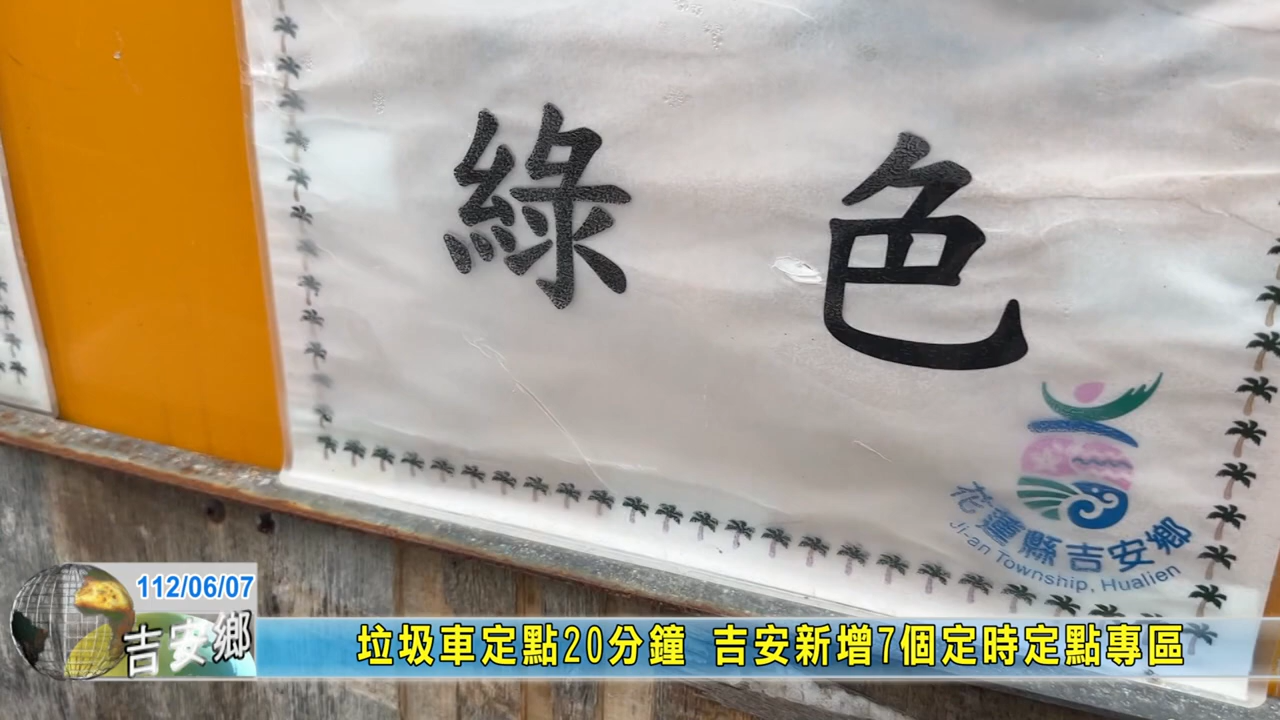 綠色
花蓮縣吉安鄉
Ji-an Township, Hualien
112/06/07
吉安鄉
垃圾車定點20分鐘 吉安新增7個定時定點專區